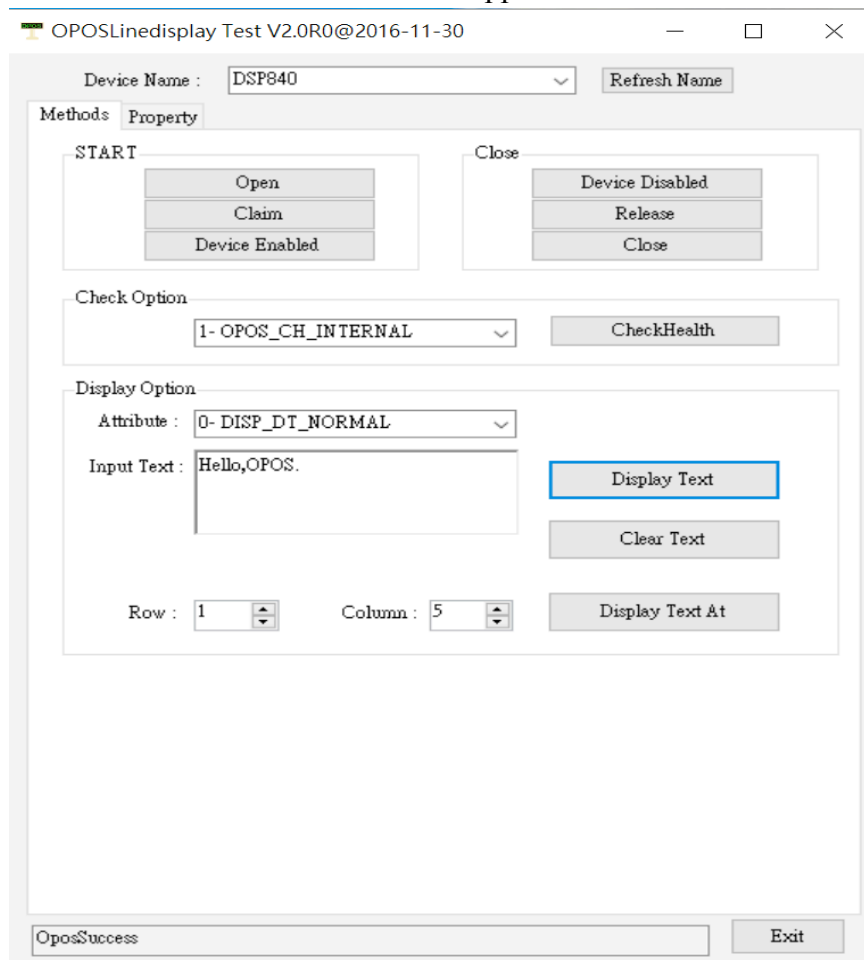 OPOSLinedisplay Test V2.0R0@2016-11-30
Device Name : DSP840 Refresh Name
Methods Property
START Close
Open Device Disabled
Claim Release
Device Enabled Close
Check Option
1- OPOS_CH_INTERNAL CheckHealth
Display Option
Attribute : 0- DISP_DT_NORMAL
Input Text : Hello,OPOS. Display Text
Clear Text
Row : 1 Column : 5 Display Text At
OposSuccess Exit